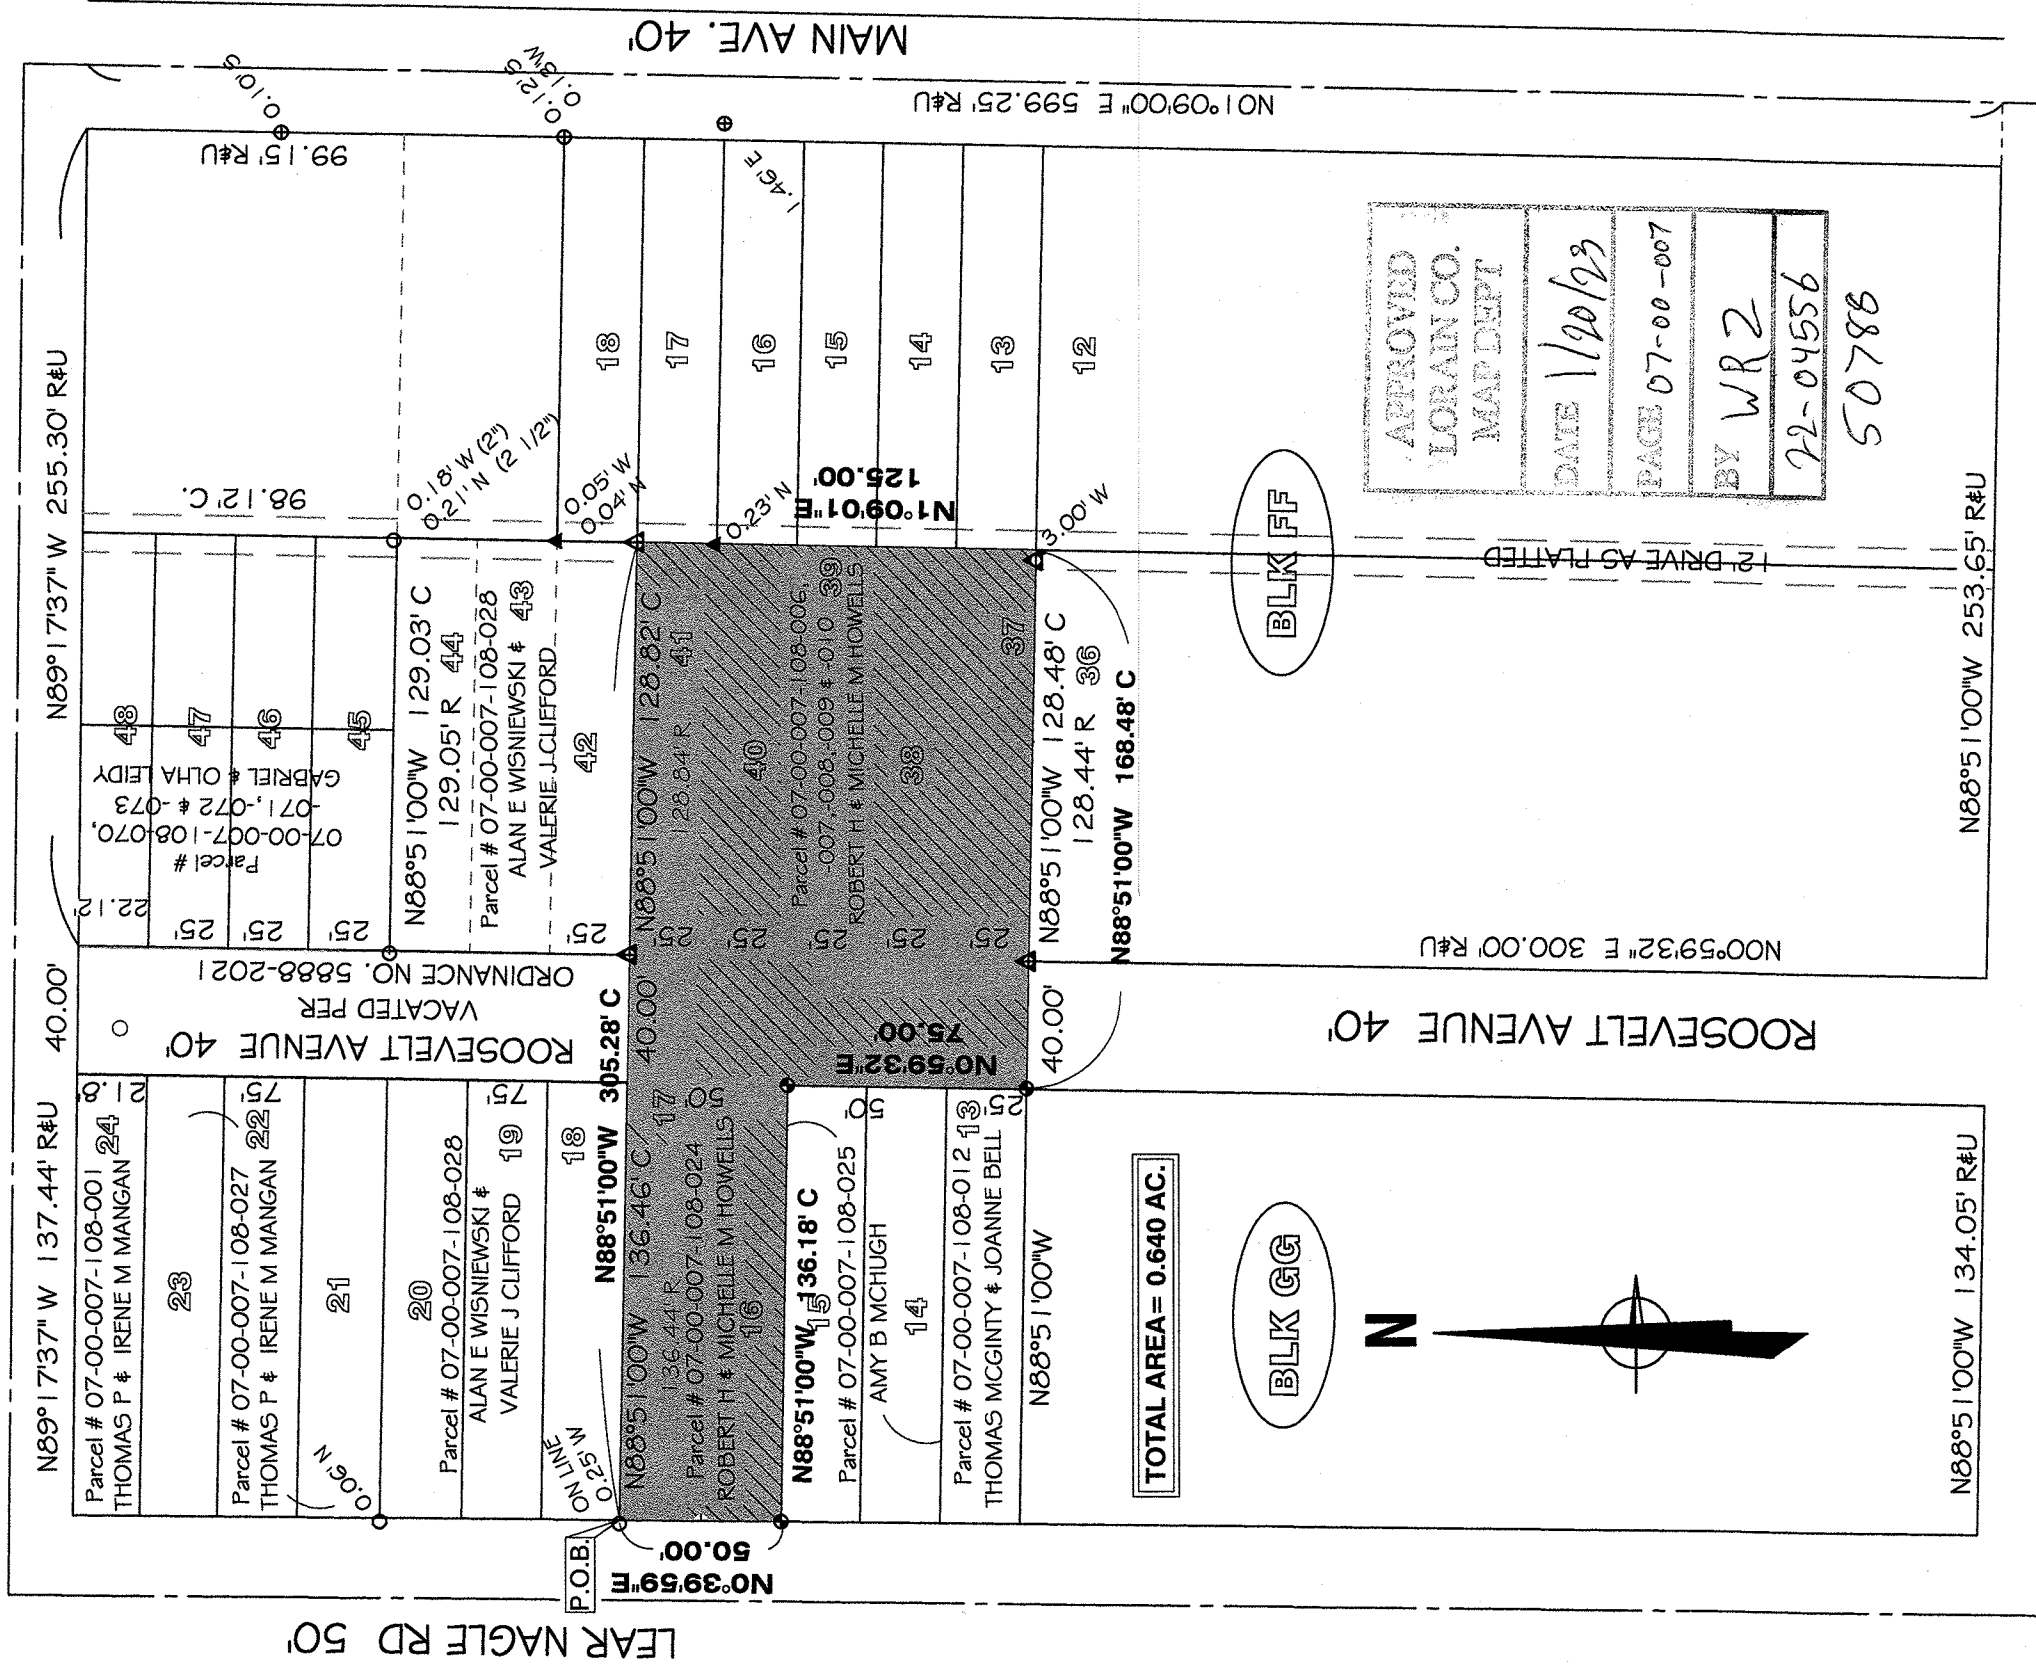 LEAR NAGLE RD 50'
MAIN AVE. 40'
N01°09'00"E 599.25' R&U
N89°17'37"W 137.44' R&U
40.00'
N89°17'37"W 255.30' R&U
99.15' R&U
0.10'S
0.12'S
0.13'W
1.46'E
98.12' C.
0.18' W (2")
0.21' N (2 1/2")
0.05' W
0.04' N
0.23' N
N1°09'01"E
125.00'
3.00' W
18
17
16
15
14
13
12
48
47
46
45
Parcel #
07-00-007-108-070,
-071,-072 & -073
GABRIEL & OLHA LEIDY
22.12'
25'
25'
25'
N88°51'00"W 129.03' C
129.05' R 44
Parcel # 07-00-007-108-028
ALAN E WISNIEWSKI & 43
VALERIE J CLIFFORD
42
25'
ROOSEVELT AVENUE 40'
VACATED PER
ORDINANCE NO. 5888-2021
Parcel # 07-00-007-108-001 24
THOMAS P & IRENE M MANGAN
21.8'
23
Parcel # 07-00-007-108-027
THOMAS P & IRENE M MANGAN 22
75'
21
0.06'N
20
Parcel # 07-00-007-108-028
ALAN E WISNIEWSKI &
VALERIE J CLIFFORD 19
75'
18
ON LINE
0.25' W
P.O.B.
N0°39'59"E
50.00'
N88°51'00"W 305.28' C
N88°51'00"W 136.46' C 17
136.44' R
Parcel # 07-00-007-108-024
ROBERT H & MICHELLE M HOWELLS
16
50'
40.00'
N88°51'00"W 128.82' C
128.84' R 41
25'
40
25'
Parcel # 07-00-007-108-006,
-007,-008,-009 & -010 39
ROBERT H & MICHELLE M HOWELLS
25'
38
25'
37
25'
N0°59'32"E
75.00'
40.00'
N88°51'00"W 128.48' C
128.44' R 36
N88°51'00"W 168.48' C
N88°51'00"W 136.18' C
15
Parcel # 07-00-007-108-025
AMY B MCHUGH
50'
14
Parcel # 07-00-007-108-012 13
THOMAS MCGINTY & JOANNE BELL
25'
N88°51'00"W
TOTAL AREA= 0.640 AC.
BLK GG
BLK FF
N
12' DRIVE AS PLATTED
N00°59'32"E 300.00' R&U
ROOSEVELT AVENUE 40'
N88°51'00"W 134.05' R&U
N88°51'00"W 253.65' R&U
APPROVED
LORAIN CO.
MAP DEPT
DATE 1/20/23
PAGE 07-00-007
BY WRZ
22-04556
50788